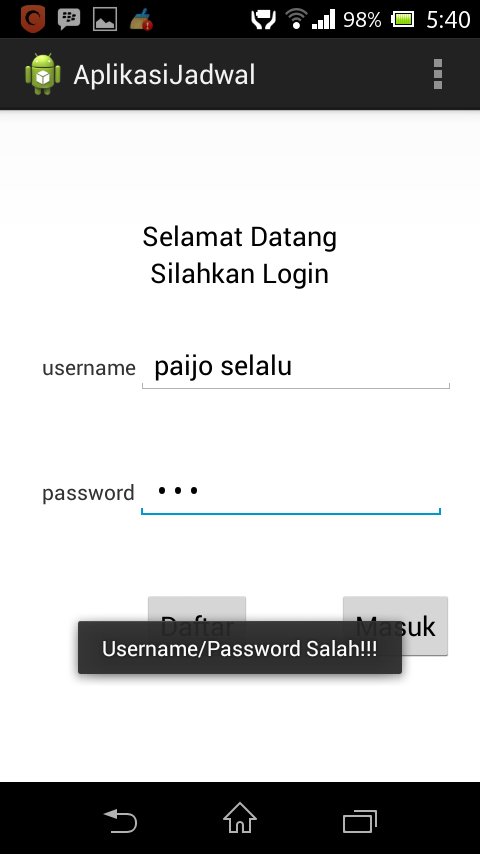 98% 5:40
AplikasiJadwal
Selamat Datang
Silahkan Login
username paijo selalu
password •••
Daftar Masuk
Username/Password Salah!!!